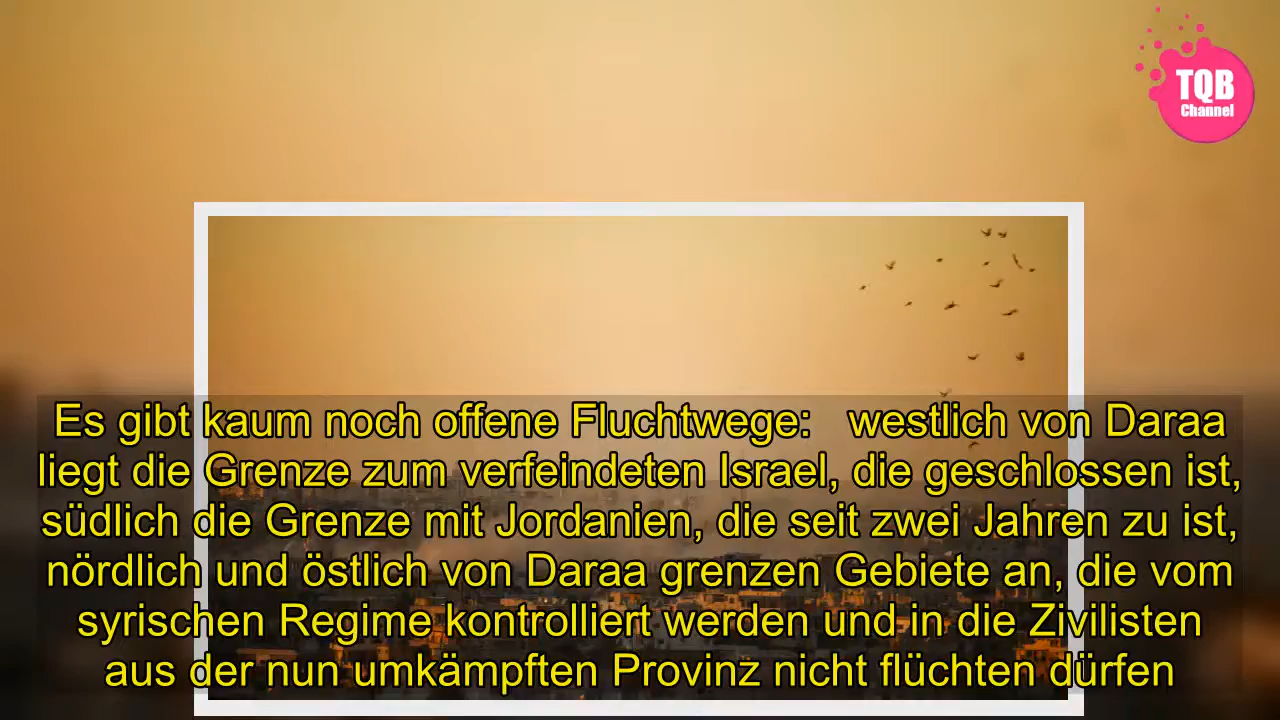 TQB
Channel
Es gibt kaum noch offene Fluchtwege: westlich von Daraa
liegt die Grenze zum verfeindeten Israel, die geschlossen ist,
südlich die Grenze mit Jordanien, die seit zwei Jahren zu ist,
nördlich und östlich von Daraa grenzen Gebiete an, die vom
syrischen Regime kontrolliert werden und in die Zivilisten
aus der nun umkämpften Provinz nicht flüchten dürfen